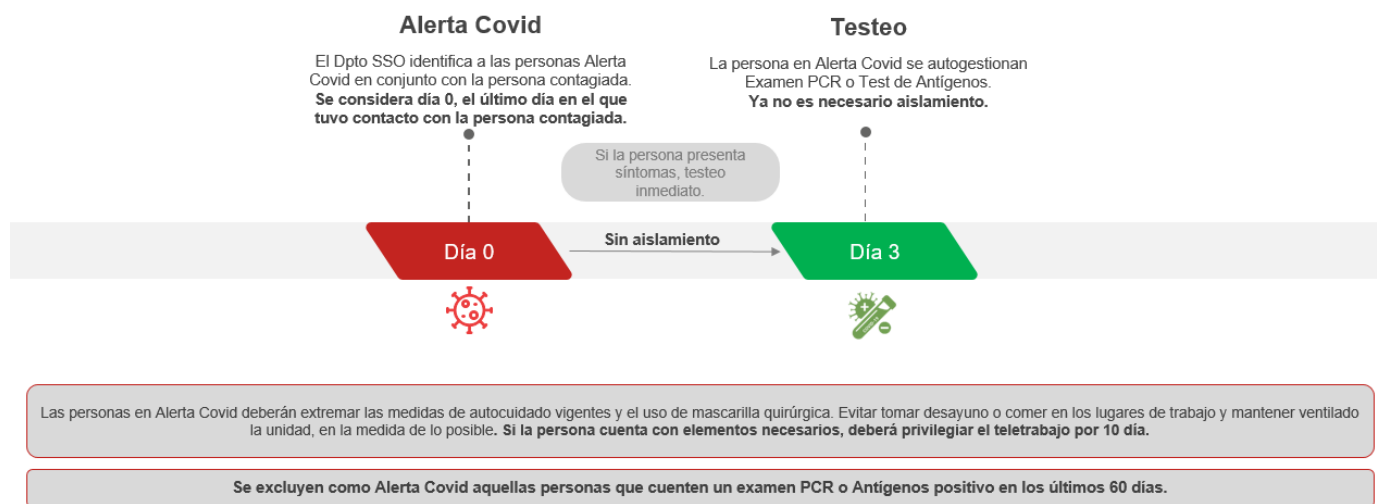 Alerta Covid
El Dpto SSO identifica a las personas Alerta
Covid en conjunto con la persona contagiada.
Se considera día 0, el último día en el que
tuvo contacto con la persona contagiada.
Testeo
La persona en Alerta Covid se autogestionan
Examen PCR o Test de Antígenos.
Ya no es necesario aislamiento.
Si la persona presenta
síntomas, testeo
inmediato.
Día 0
Sin aislamiento
Día 3
Las personas en Alerta Covid deberán extremar las medidas de autocuidado vigentes y el uso de mascarilla quirúrgica. Evitar tomar desayuno o comer en los lugares de trabajo y mantener ventilado
la unidad, en la medida de lo posible. Si la persona cuenta con elementos necesarios, deberá privilegiar el teletrabajo por 10 día.
Se excluyen como Alerta Covid aquellas personas que cuenten un examen PCR o Antígenos positivo en los últimos 60 días.